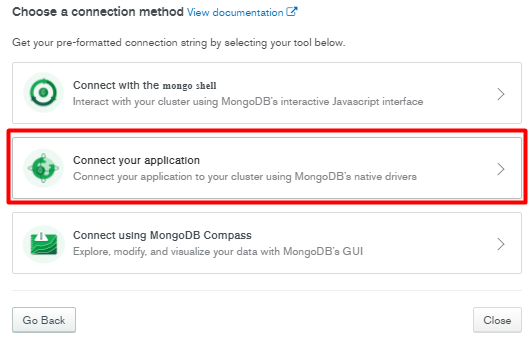 Choose a connection method View documentation
Get your pre-formatted connection string by selecting your tool below.
Connect with the mongo shell
Interact with your cluster using MongoDB's interactive Javascript interface
Connect your application
Connect your application to your cluster using MongoDB's native drivers
Connect using MongoDB Compass
Explore, modify, and visualize your data with MongoDB's GUI
Go Back
Close